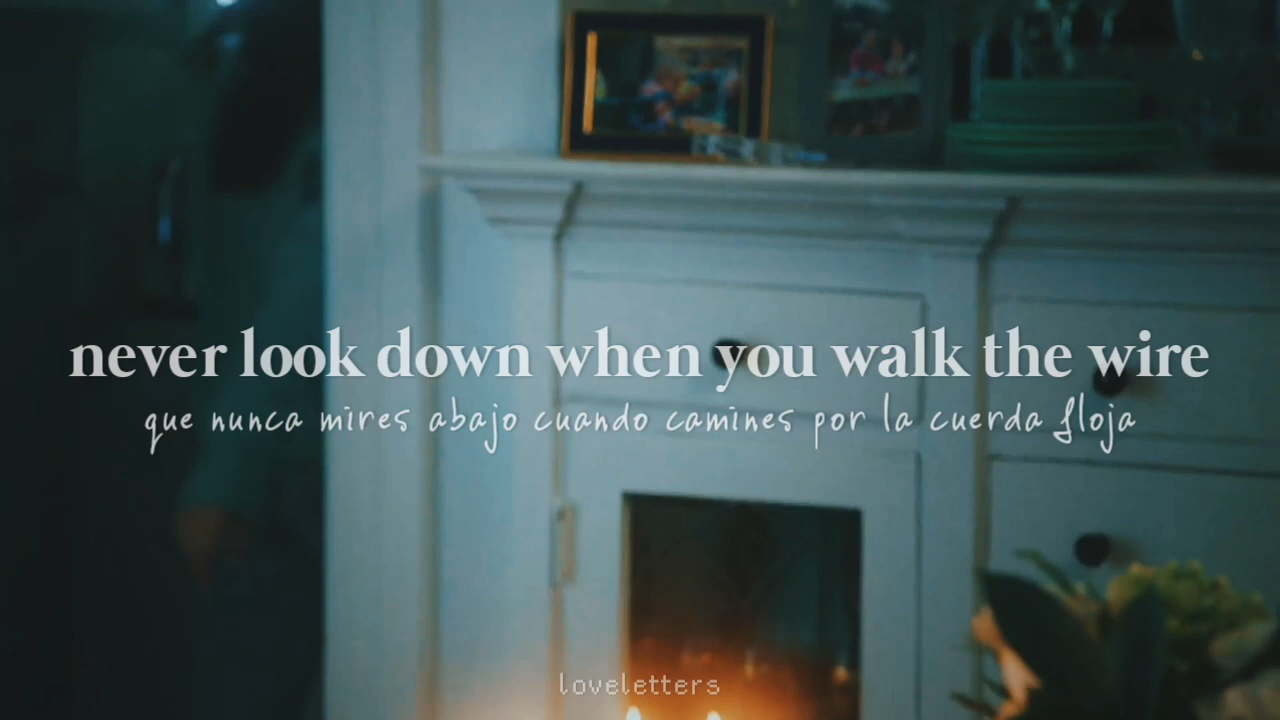 never look down when you walk the wire
que nunca mires abajo cuando camines por la cuerda floja
loveletters